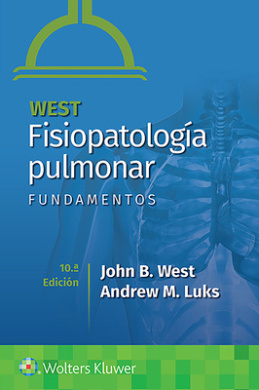 WEST
Fisiopatología
pulmonar
FUNDAMENTOS
10.ª
Edición
John B. West
Andrew M. Luks
Wolters Kluwer